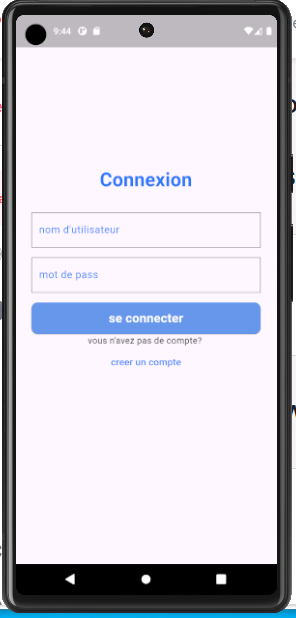 9:44
Connexion
nom d'utilisateur
mot de pass
se connecter
vous n'avez pas de compte?
creer un compte